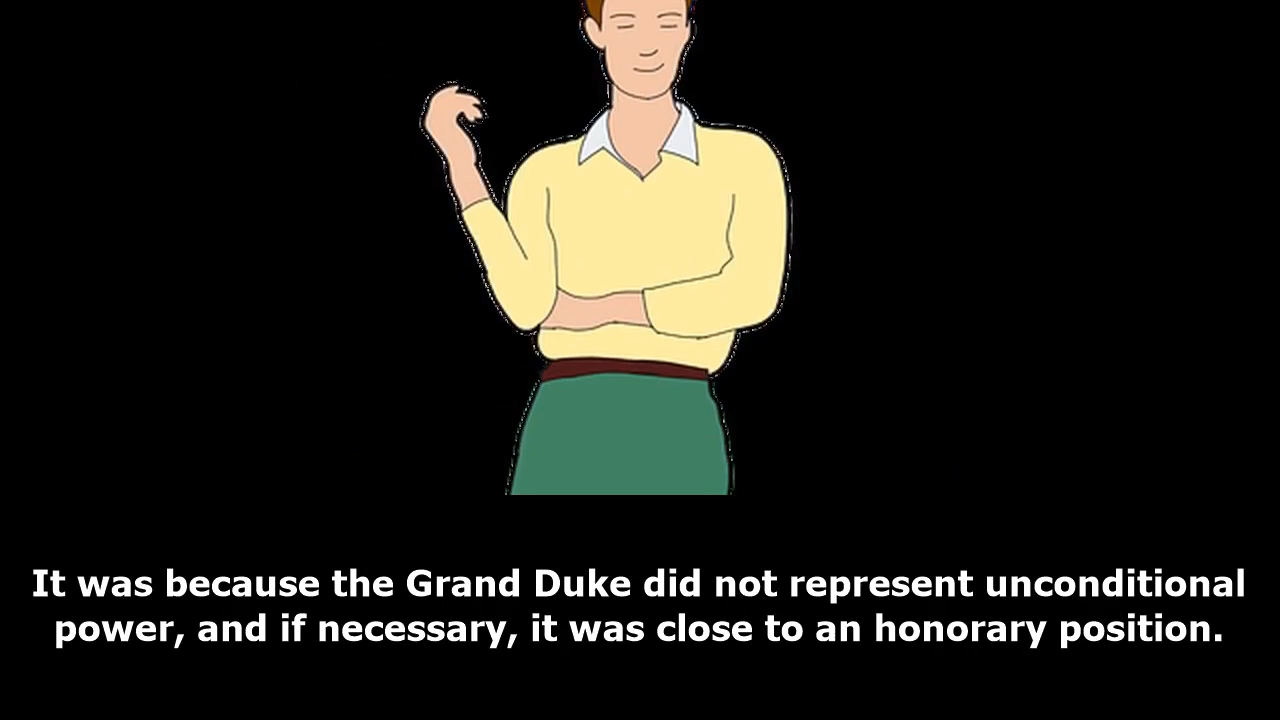 It was because the Grand Duke did not represent unconditional
power, and if necessary, it was close to an honorary position.